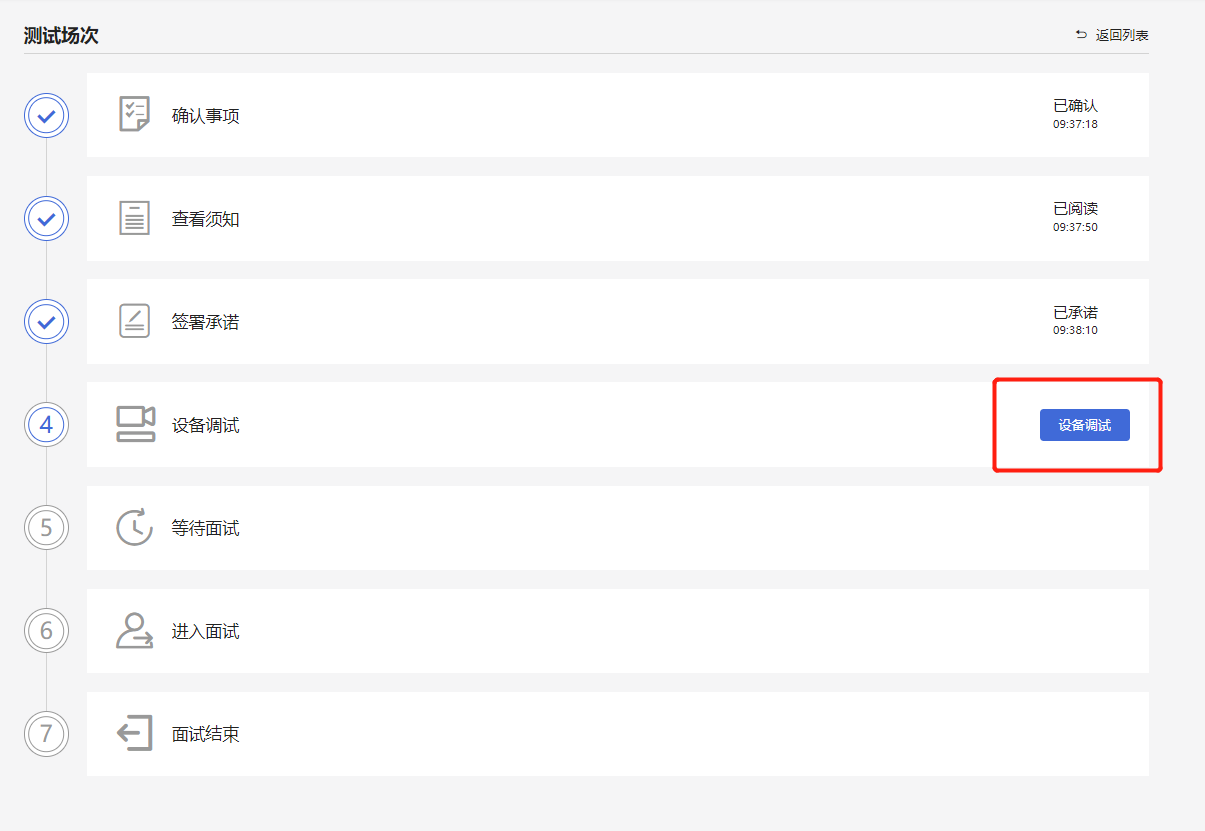 测试场次
返回列表
确认事项
已确认
09:37:18
查看须知
已阅读
09:37:50
签署承诺
已承诺
09:38:10
4
设备调试
设备调试
5
等待面试
6
进入面试
7
面试结束